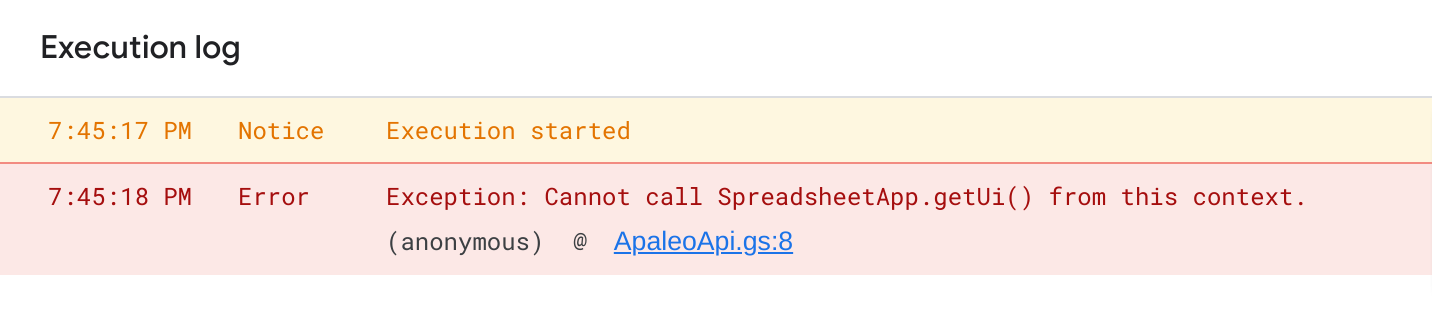 Execution log
7:45:17 PM Notice Execution started
7:45:18 PM Error Exception: Cannot call SpreadsheetApp.getUi() from this context.
(anonymous) @ ApaleoApi.gs:8